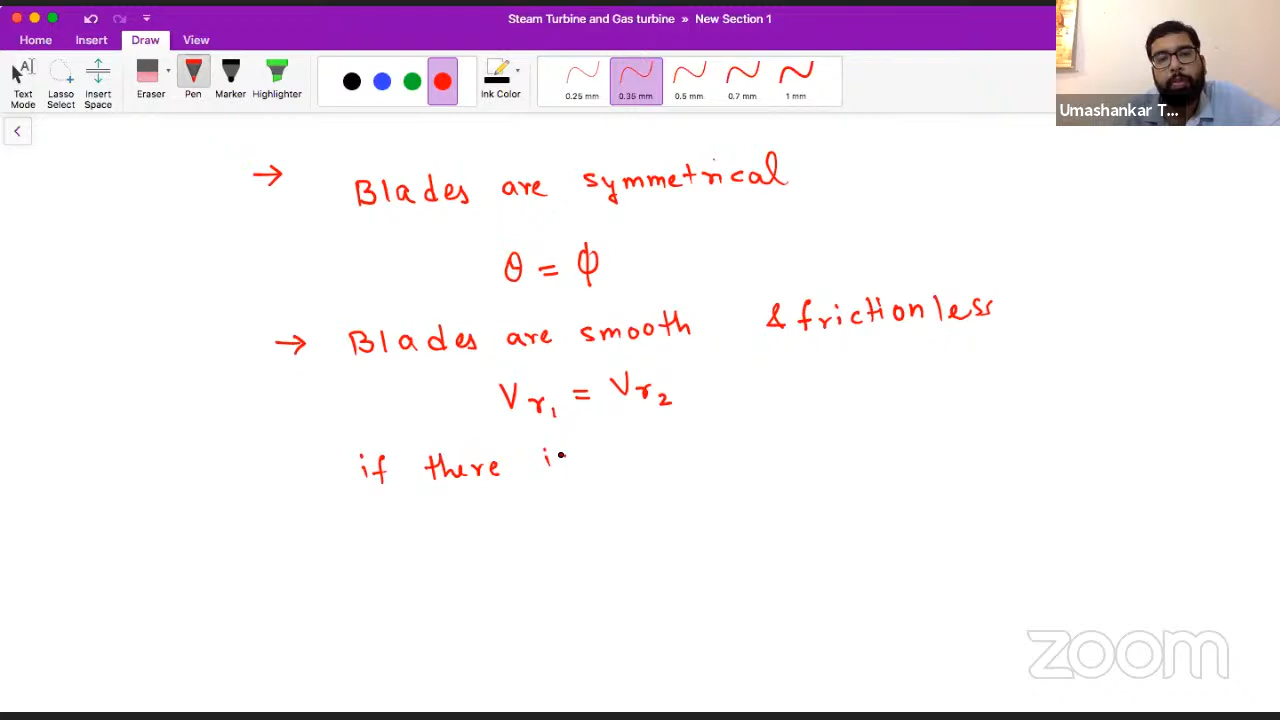 Steam Turbine and Gas turbine » New Section 1
Home Insert Draw View
Text Mode
Lasso Select
Insert Space
Eraser
Pen
Marker
Highlighter
Ink Color
0.25 mm
0.35 mm
0.5 mm
0.7 mm
1 mm
Umashankar T...
→ Blades are symmetrical
θ = φ
→ Blades are smooth & frictionless
Vr1 = Vr2
if there i
zoom